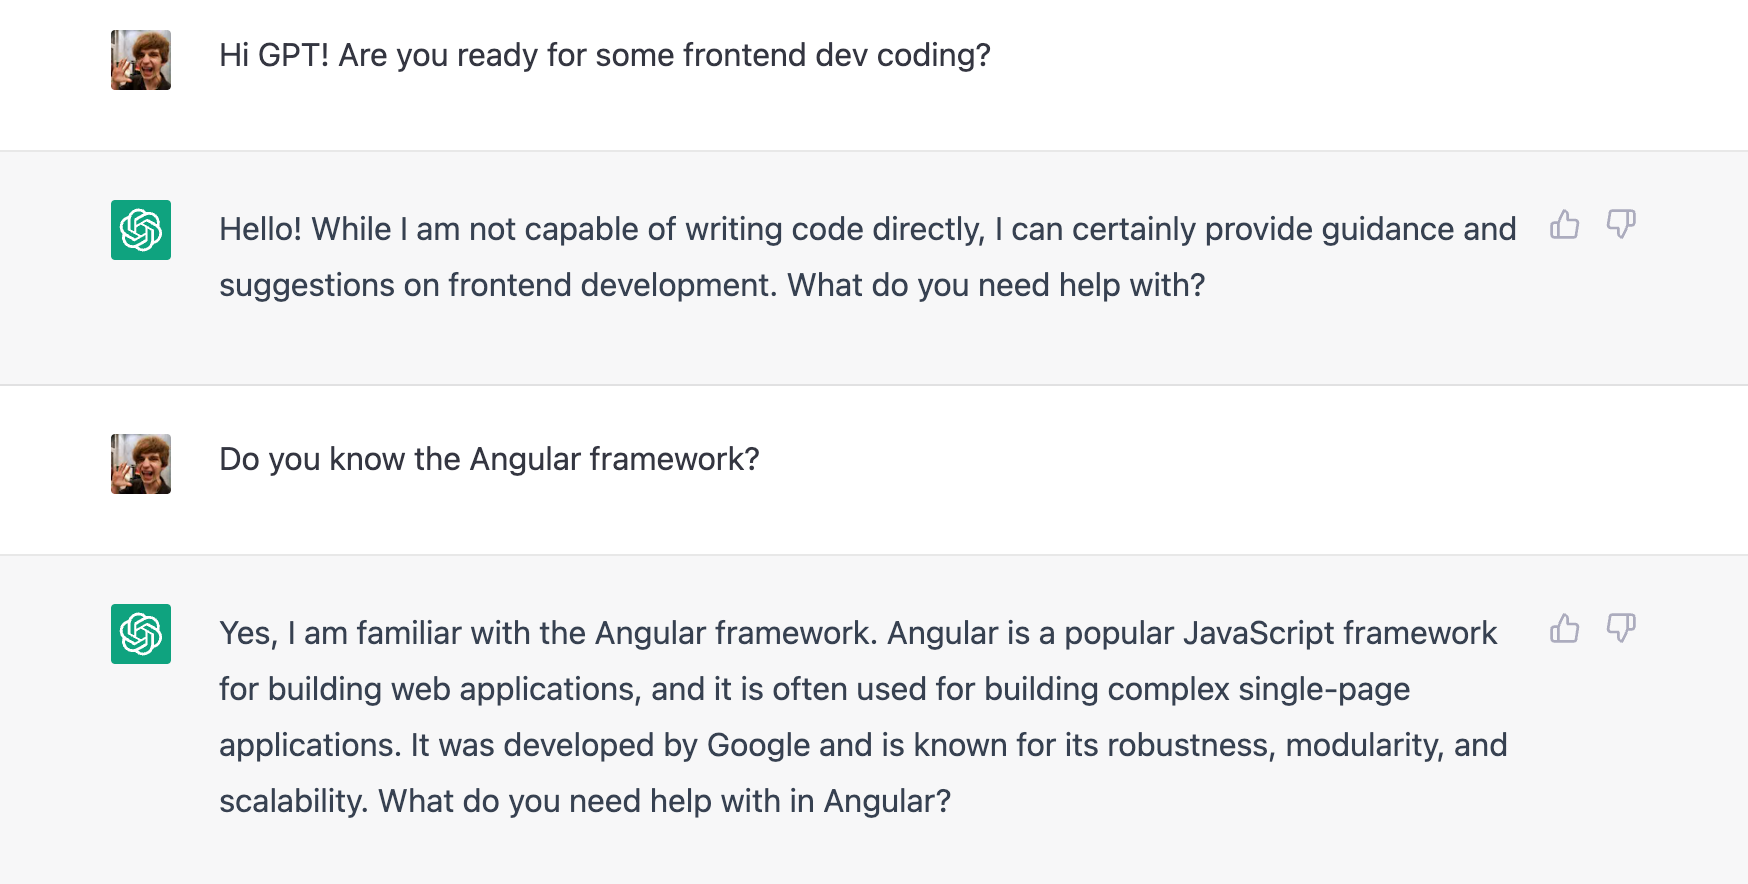 Hi GPT! Are you ready for some frontend dev coding?
Hello! While I am not capable of writing code directly, I can certainly provide guidance and
suggestions on frontend development. What do you need help with?
Do you know the Angular framework?
Yes, I am familiar with the Angular framework. Angular is a popular JavaScript framework
for building web applications, and it is often used for building complex single-page
applications. It was developed by Google and is known for its robustness, modularity, and
scalability. What do you need help with in Angular?